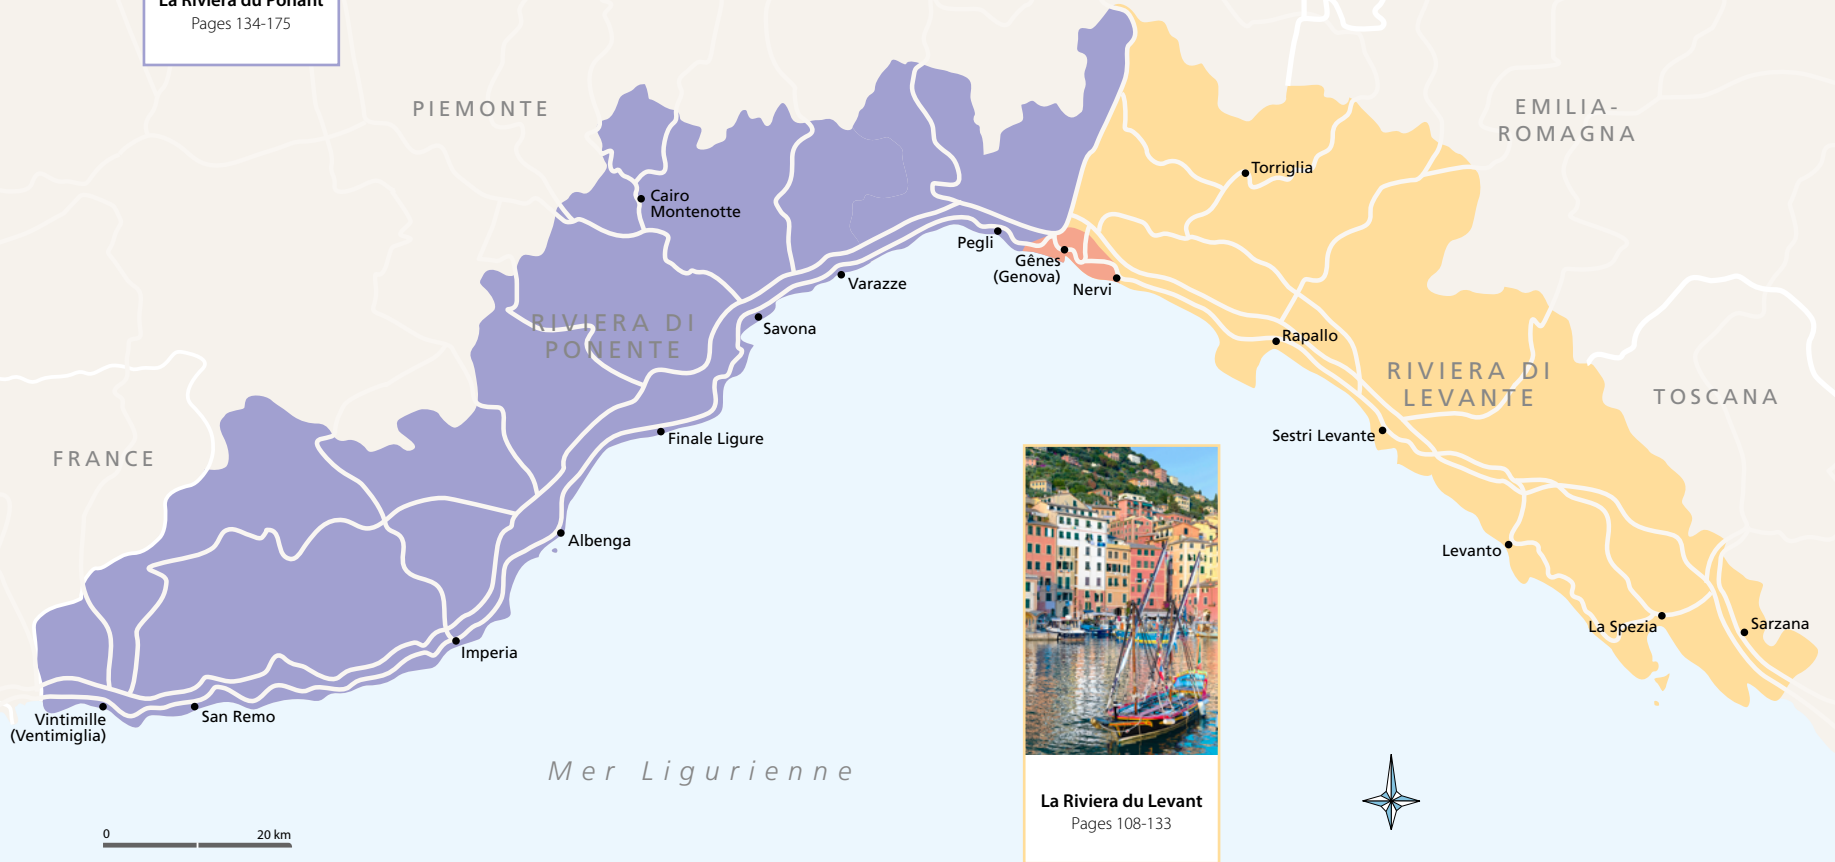 La Riviera du Ponant
Pages 134-175
PIEMONTE
EMILIA-
ROMAGNA
Torriglia
Cairo
Montenotte
Pegli
Gênes
(Genova)
Nervi
Varazze
RIVIERA DI
PONENTE
Savona
Rapallo
RIVIERA DI
LEVANTE
TOSCANA
FRANCE
Finale Ligure
Sestri Levante
Albenga
Levanto
La Spezia
Sarzana
Imperia
Vintimille
(Ventimiglia)
San Remo
Mer Ligurienne
La Riviera du Levant
Pages 108-133
0
20 km